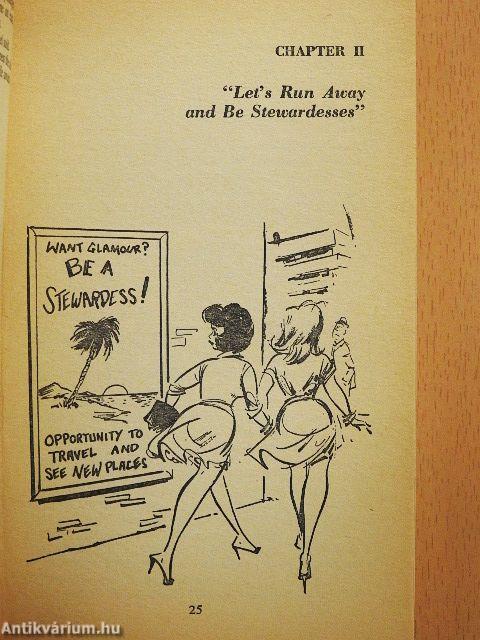 CHAPTER II
"Let's Run Away
and Be Stewardesses"
WANT GLAMOUR?
BE A
STEWARDESS!
OPPORTUNITY TO
TRAVEL AND
SEE NEW PLACES
25
Antikvárium.hu